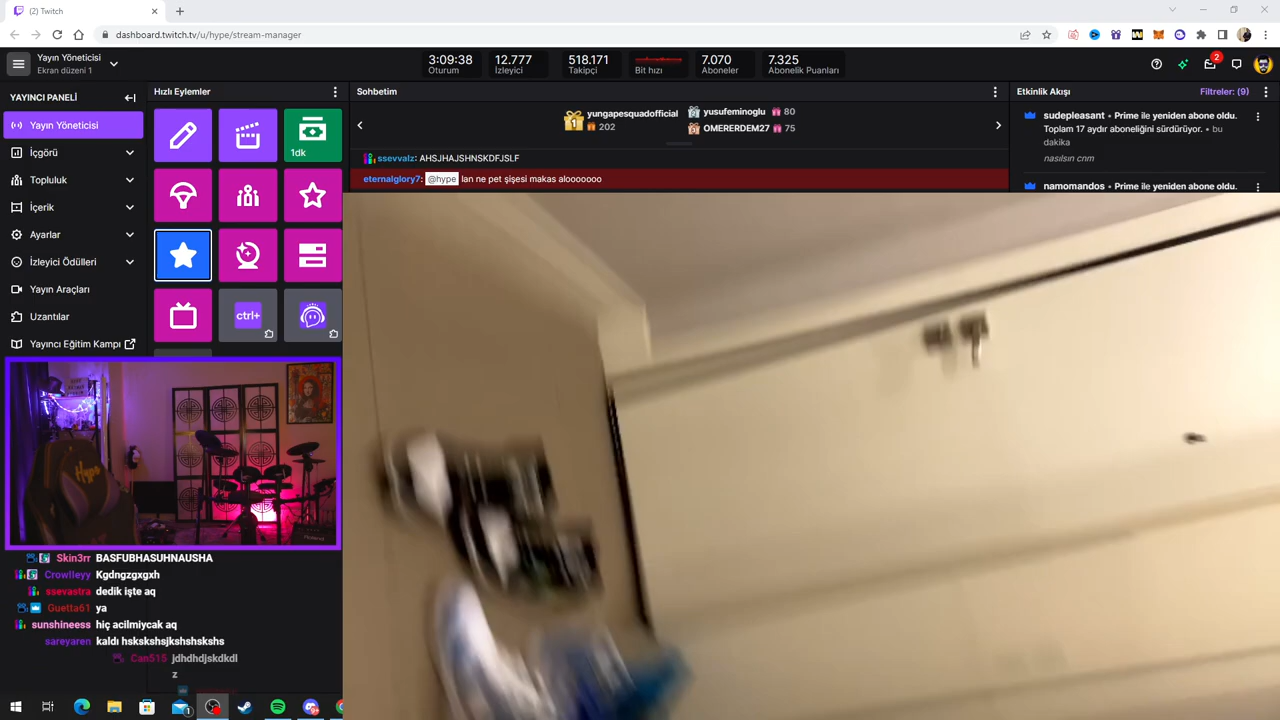 (2) Twitch
dashboard.twitch.tv/u/hype/stream-manager
Yayın Yöneticisi
Ekran düzeni 1
3:09:38
Oturum
12.777
İzleyici
518.171
Takipçi
Bit hızı
7.070
Aboneler
7.325
Abonelik Puanları
2
YAYINCI PANELİ
Yayın Yöneticisi
İçgörü
Topluluk
İçerik
Ayarlar
İzleyici Ödülleri
Yayın Araçları
Uzantılar
Yayıncı Eğitim Kampı
Hızlı Eylemler
1dk
ctrl+
Sohbetim
1
yungapesquadofficial
202
yusufeminoglu 80
OMERERDEM27 75
ssevvalz: AHSJHAJSHNSKDFJSLF
eternalglory7: @hype lan ne pet şişesi makas alooooooo
Etkinlik Akışı
Filtreler: (9)
sudepleasant • Prime ile yeniden abone oldu.
Toplam 17 aydır aboneliğini sürdürüyor. • bu
dakika
nasılsın cnm
namomandos • Prime ile yeniden abone oldu.
Hype
Skin3rr BASFUBHASUHNAUSHA
Crowlleyy Kgdngzgxgxh
ssevastra dedik işte aq
Guetta61 ya
sunshineess hiç acilmiycak aq
sareyaren kaldı hskskshsjkshshskshs
Can515 jdhdhdjskdkdl
z